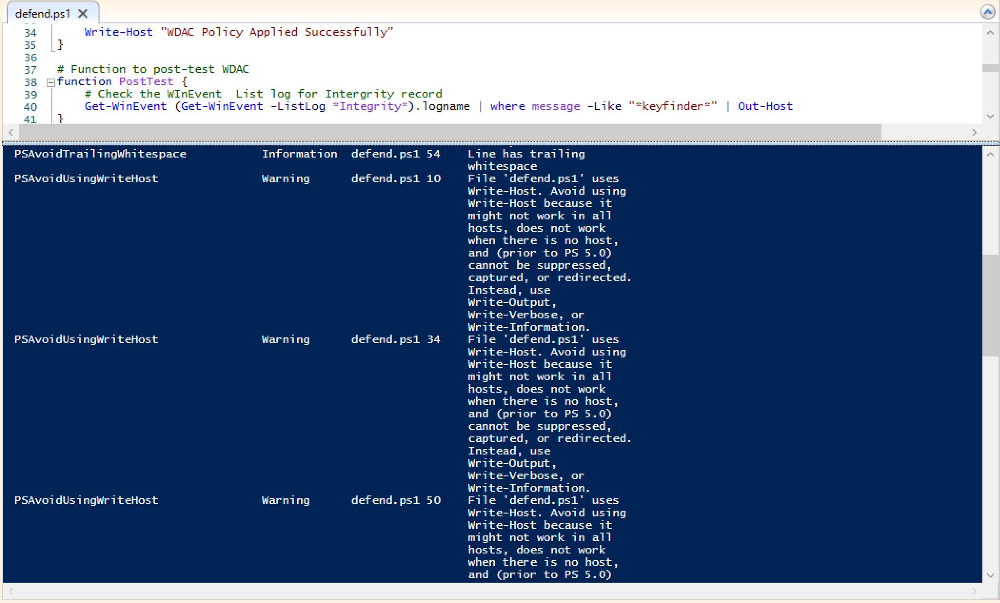 defend.ps1
34 Write-Host "WDAC Policy Applied Successfully"
35 }
36
37 # Function to post-test WDAC
38 function PostTest {
39 # Check the WInEvent  List log for Intergrity record
40 Get-WinEvent (Get-WinEvent -ListLog *Integrity*).logname | where message -Like "*keyfinder*" | Out-Host
41 }
PSAvoidTrailingWhitespace Information defend.ps1 54 Line has trailing
whitespace
PSAvoidUsingWriteHost Warning defend.ps1 10 File 'defend.ps1' uses
Write-Host. Avoid using
Write-Host because it
might not work in all
hosts, does not work
when there is no host,
and (prior to PS 5.0)
cannot be suppressed,
captured, or redirected.
Instead, use
Write-Output,
Write-Verbose, or
Write-Information.
PSAvoidUsingWriteHost Warning defend.ps1 34 File 'defend.ps1' uses
Write-Host. Avoid using
Write-Host because it
might not work in all
hosts, does not work
when there is no host,
and (prior to PS 5.0)
cannot be suppressed,
captured, or redirected.
Instead, use
Write-Output,
Write-Verbose, or
Write-Information.
PSAvoidUsingWriteHost Warning defend.ps1 50 File 'defend.ps1' uses
Write-Host. Avoid using
Write-Host because it
might not work in all
hosts, does not work
when there is no host,
and (prior to PS 5.0)